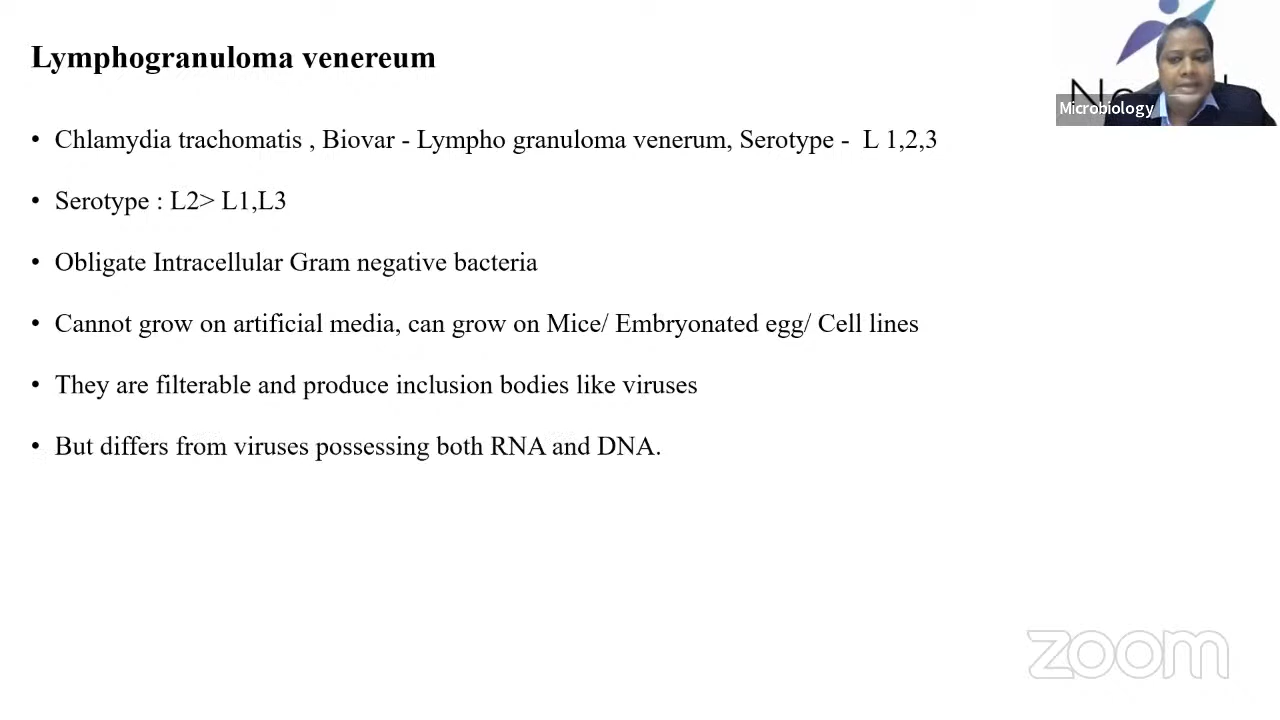 Lymphogranuloma venereum
Microbiology
• Chlamydia trachomatis , Biovar - Lympho granuloma venerum, Serotype - L 1,2,3
• Serotype : L2> L1,L3
• Obligate Intracellular Gram negative bacteria
• Cannot grow on artificial media, can grow on Mice/ Embryonated egg/ Cell lines
• They are filterable and produce inclusion bodies like viruses
• But differs from viruses possessing both RNA and DNA.
zoom